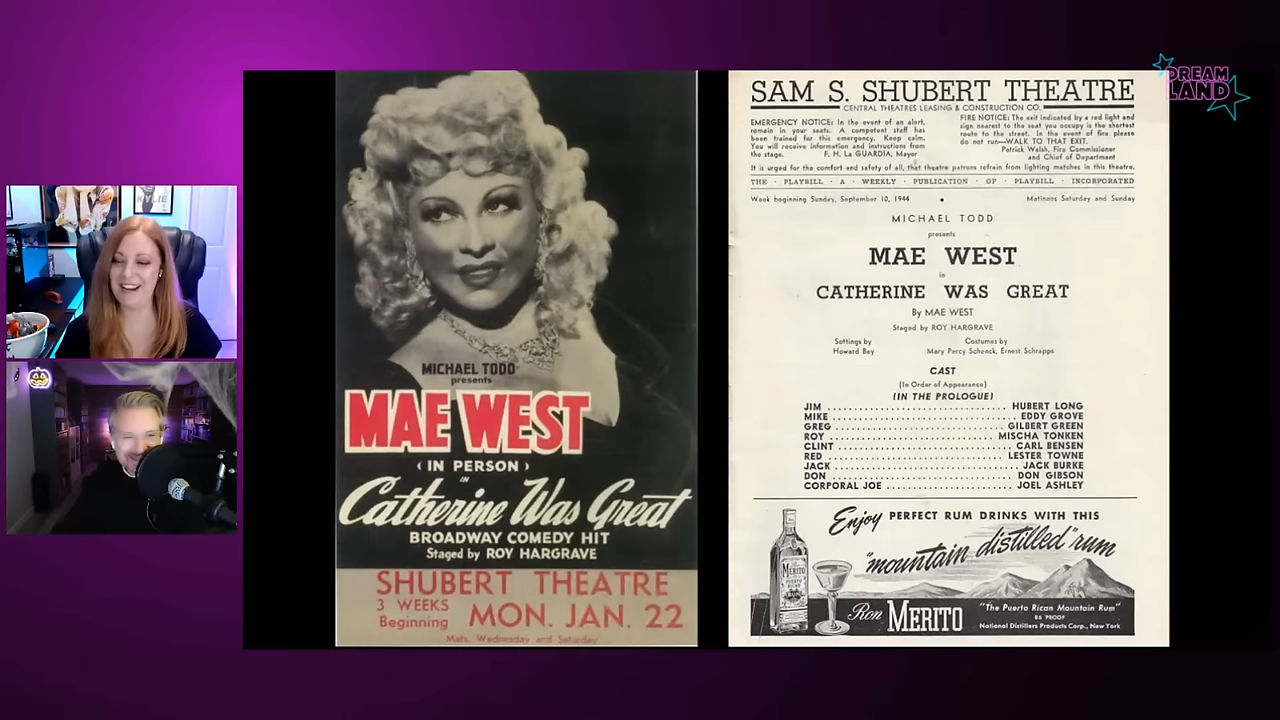 DREAM
LAND
KYLIE
MICHAEL TODD
presents
MAE WEST
(IN PERSON)
IN
Catherine Was Great
BROADWAY COMEDY HIT
Staged by ROY HARGRAVE
SHUBERT THEATRE
3 WEEKS
Beginning
MON. JAN. 22
Mats. Wednesday and Saturday
SAM S. SHUBERT THEATRE
CENTRAL THEATRES LEASING & CONSTRUCTION CO.
EMERGENCY NOTICE: In the event of an alert,
remain in your seats. A competent staff has
been trained for this emergency. Keep calm.
You will receive information and instructions from
the stage. F. H. La GUARDIA, Mayor
FIRE NOTICE: The exit indicated by a red light and
sign nearest to the seat you occupy is the shortest
route to the street. In the event of fire please
do not run—WALK TO THAT EXIT.
Patrick Walsh, Fire Commissioner
and Chief of Department
It is urged for the comfort and safety of all, that theatre patrons refrain from lighting matches in this theatre.
THE · PLAYBILL · A · WEEKLY · PUBLICATION · OF · PLAYBILL · INCORPORATED
Week beginning Sunday, September 10, 1944 • Matinees Saturday and Sunday
MICHAEL TODD
presents
MAE WEST
in
CATHERINE WAS GREAT
By MAE WEST
Staged by ROY HARGRAVE
Settings by
Howard Bay
Costumes by
Mary Percy Schenck, Ernest Schrapps
CAST
(In Order of Appearance)
(IN THE PROLOGUE)
JIM ........ HUBERT LONG
MIKE ........ EDDY GROVE
GREG ........ GILBERT GREEN
ROY ........ MISCHA TONKEN
CLINT ........ CARL BENSEN
RED ........ LESTER TOWNE
JACK ........ JACK BURKE
DON ........ DON GIBSON
CORPORAL JOE ........ JOEL ASHLEY
Enjoy PERFECT RUM DRINKS WITH THIS
"mountain distilled" rum
MERITO
Ron MERITO
"The Puerto Rican Mountain Rum"
86 PROOF
National Distillers Products Corp., New York